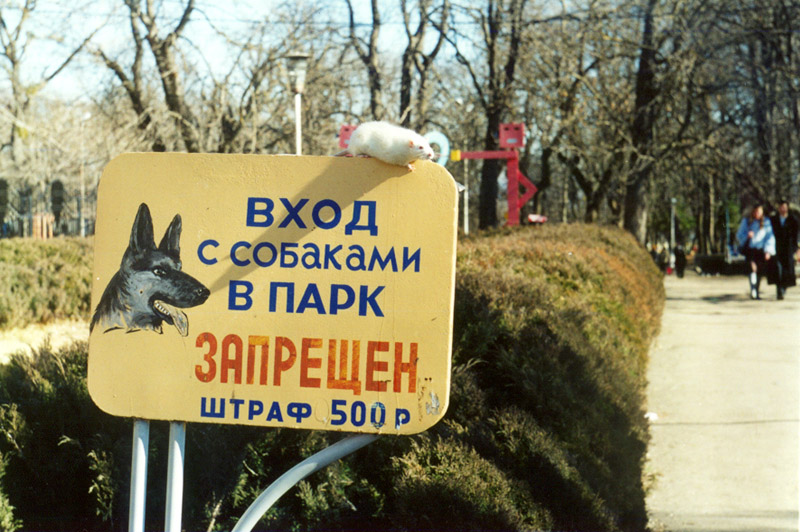 ВХОД
С СОБАКАМИ
В ПАРК
ЗАПРЕЩЕН
ШТРАФ 500 Р